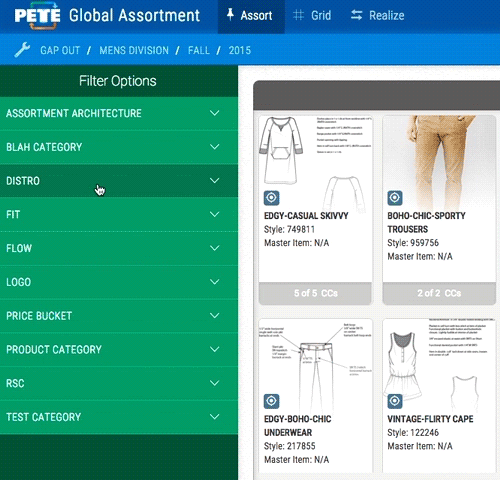 PETE Global Assortment
Assort
Grid
Realize
GAP OUT / MENS DIVISION / FALL / 2015
Filter Options
ASSORTMENT ARCHITECTURE
BLAH CATEGORY
DISTRO
FIT
FLOW
LOGO
PRICE BUCKET
PRODUCT CATEGORY
RSC
TEST CATEGORY
EDGY-CASUAL SKIVVY
Style: 749811
Master Item: N/A
5 of 5 CCs
BOHO-CHIC-SPORTY
TROUSERS
Style: 959756
Master Item: N/A
2 of 2 CCs
EDGY-BOHO-CHIC
UNDERWEAR
Style: 217855
Master Item: N/A
VINTAGE-FLIRTY CAPE
Style: 122246
Master Item: N/A